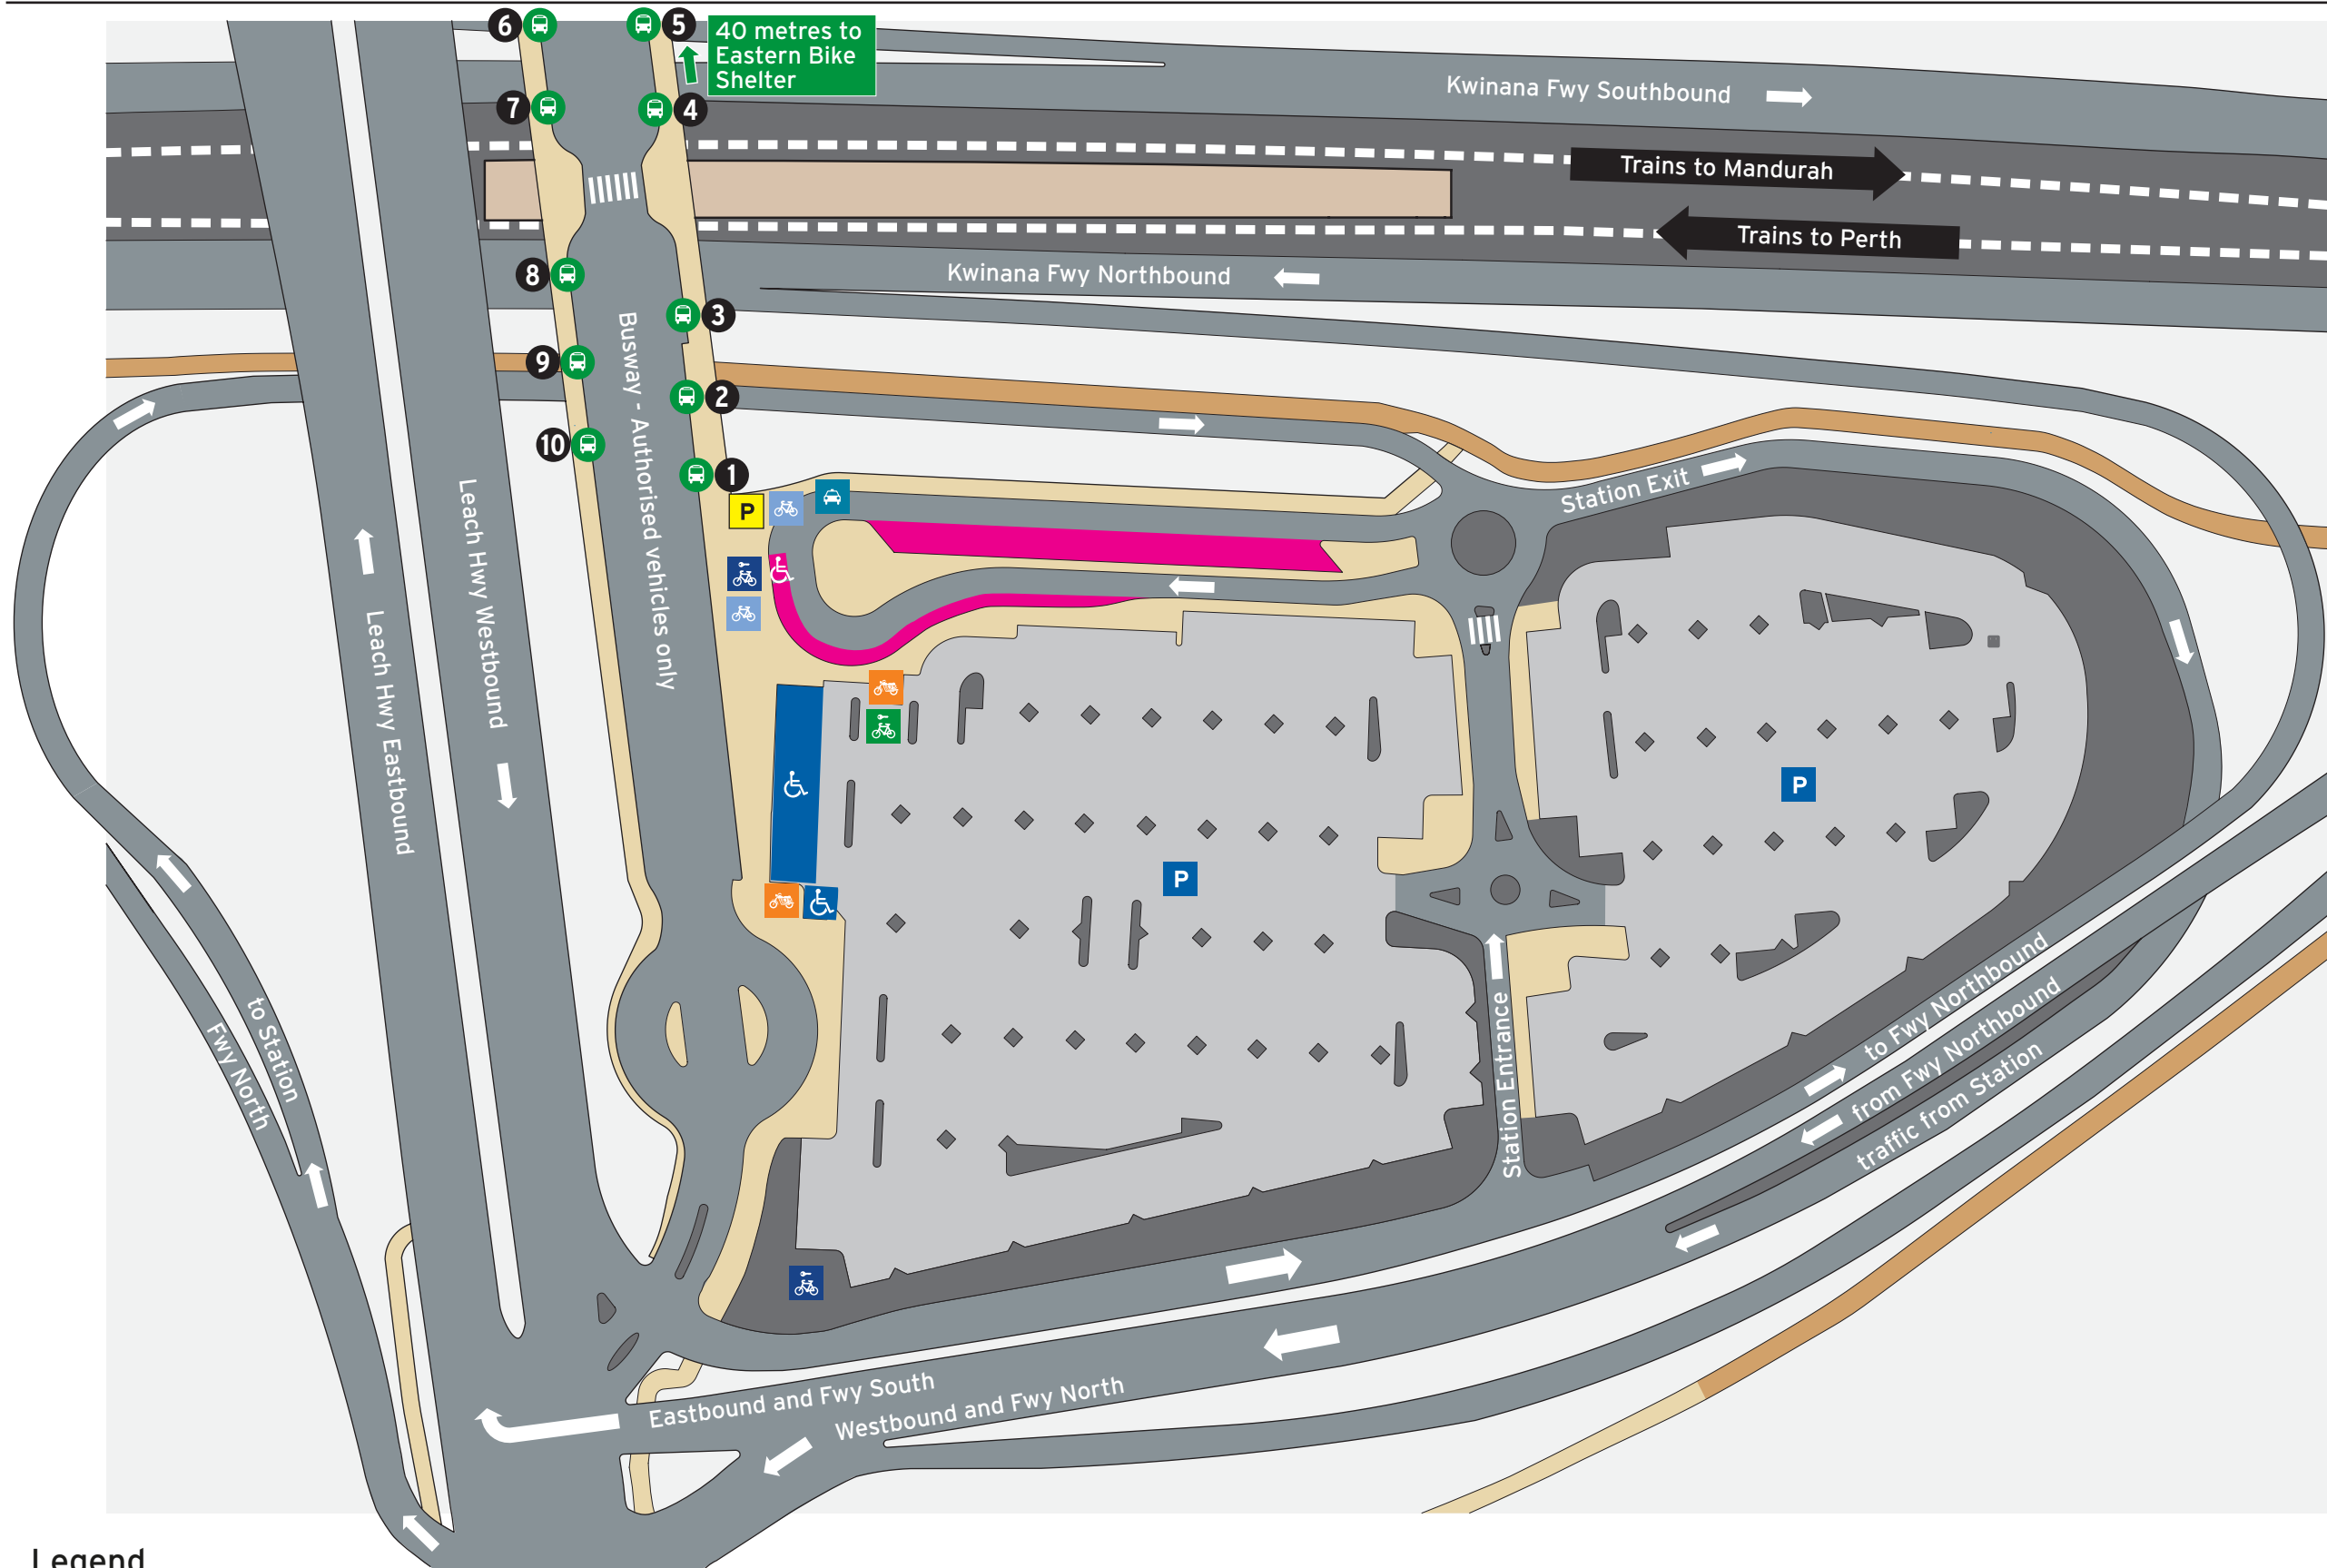 6
5
40 metres to
Eastern Bike
Shelter
7
4
Kwinana Fwy Southbound
Trains to Mandurah
Trains to Perth
Kwinana Fwy Northbound
8
3
9
2
10
1
Busway - Authorised vehicles only
P
Station Exit
Leach Hwy Westbound
Leach Hwy Eastbound
P
P
Station Entrance
to Station
Fwy North
to Fwy Northbound
from Fwy Northbound
traffic from Station
Eastbound and Fwy South
Westbound and Fwy North
Legend